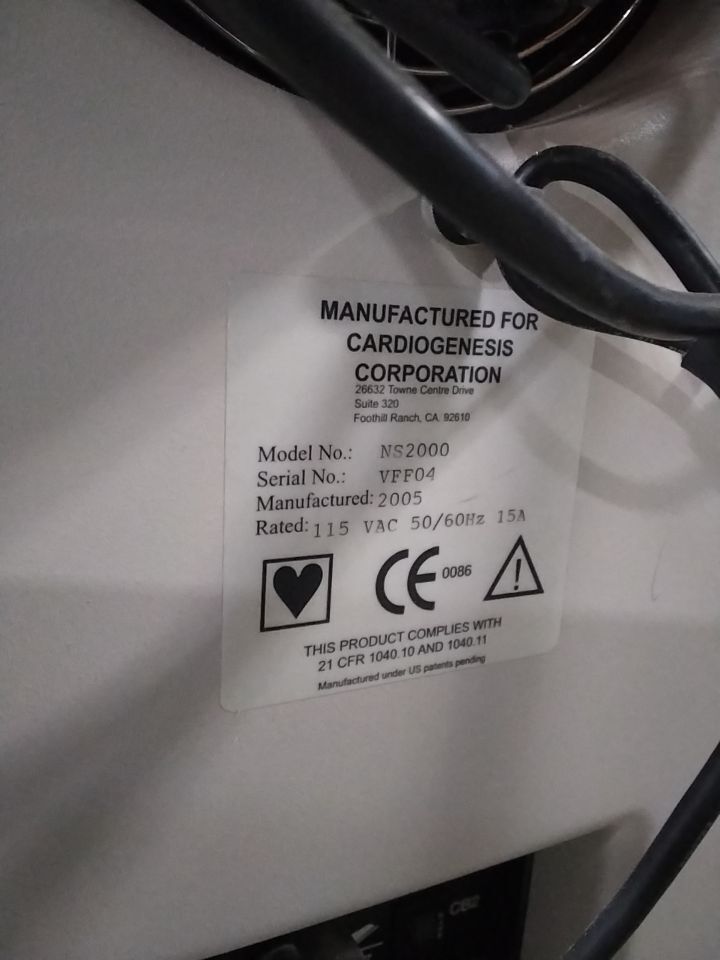 MANUFACTURED FOR
CARDIOGENESIS
CORPORATION
26632 Towne Centre Drive
Suite 320
Foothill Ranch, CA. 92610
Model No.: NS2000
Serial No.: VFF04
Manufactured: 2005
Rated: 115 VAC 50/60Hz 15A
CE 0086
!
THIS PRODUCT COMPLIES WITH
21 CFR 1040.10 AND 1040.11
Manufactured under US patents pending
CB2